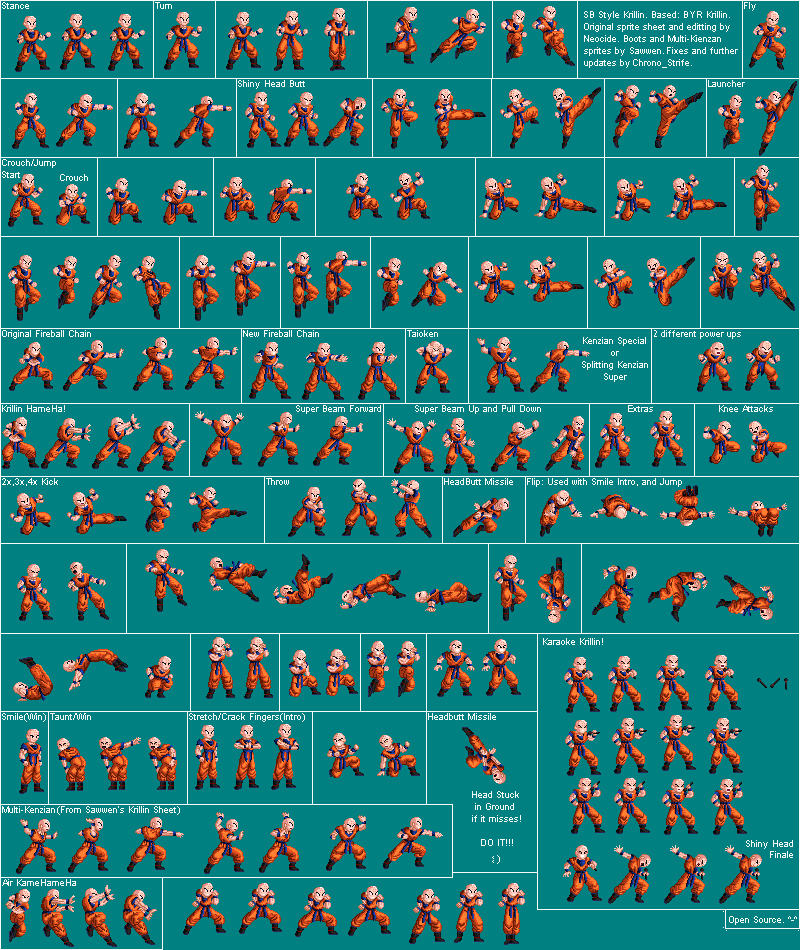 Stance
Turn
SB Style Krillin. Based: BYR Krillin.
Original sprite sheet and editting by
Neocide. Boots and Multi-Kienzan
sprites by Sawwen. Fixes and further
updates by Chrono_Strife.
Fly
Shiny Head Butt
Launcher
Crouch/Jump
Start
Crouch
Original Fireball Chain
New Fireball Chain
Taioken
Kenzian Special
or
Splitting Kenzian
Super
2 different power ups
Krillin HameHa!
Super Beam Forward
Super Beam Up and Pull Down
Extras
Knee Attacks
2x,3x,4x Kick
Throw
HeadButt Missile
Flip: Used with Smile Intro, and Jump
Karaoke Krillin!
Smile(Win)
Taunt/Win
Stretch/Crack Fingers(Intro)
Headbutt Missile
Head Stuck
in Ground
if it misses!
DO IT!!!
:)
Multi-Kenzian(From Sawwen's Krillin Sheet)
Shiny Head
Finale
Air KameHameHa
Open Source. ^-^